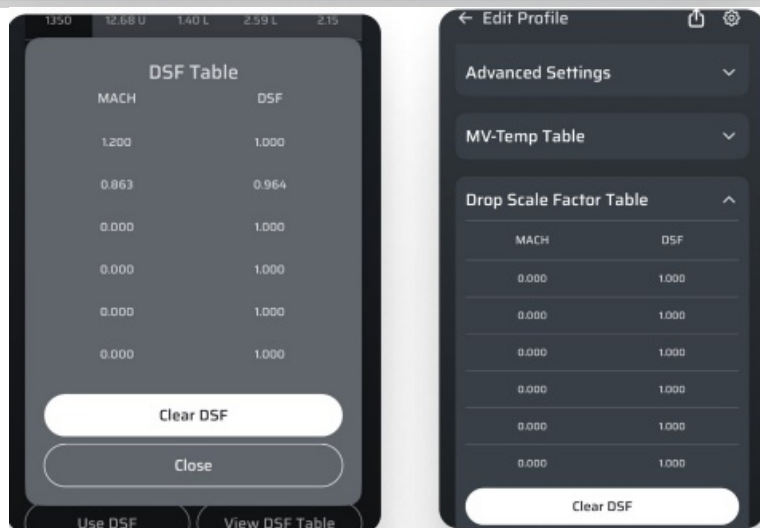 1350 12.68 U 1.40 L 2.59 L 2.15
DSF Table
MACH DSF
1.200 1.000
0.863 0.964
0.000 1.000
0.000 1.000
0.000 1.000
0.000 1.000
Clear DSF
Close
Use DSF View DSF Table
← Edit Profile
Advanced Settings
MV-Temp Table
Drop Scale Factor Table
MACH DSF
0.000 1.000
0.000 1.000
0.000 1.000
0.000 1.000
0.000 1.000
0.000 1.000
Clear DSF